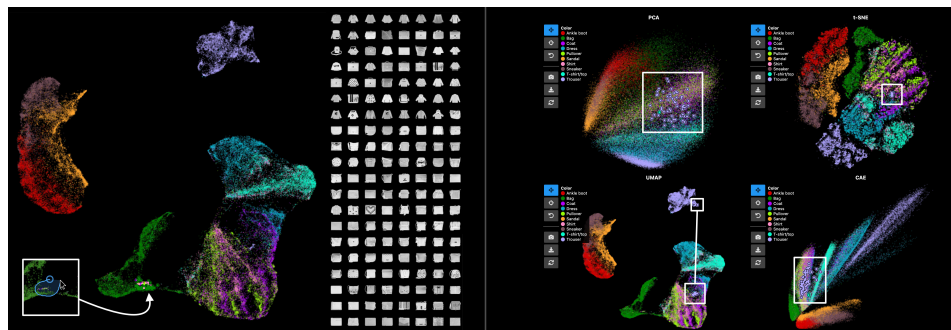 PCA
Color
Ankle boot
Bag
Coat
Dress
Pullover
Sandal
Shirt
Sneaker
T-shirt/top
Trouser
t-SNE
Color
Ankle boot
Bag
Coat
Dress
Pullover
Sandal
Shirt
Sneaker
T-shirt/top
Trouser
UMAP
Color
Ankle boot
Bag
Coat
Dress
Pullover
Sandal
Shirt
Sneaker
T-shirt/top
Trouser
CAE
Color
Ankle boot
Bag
Coat
Dress
Pullover
Sandal
Shirt
Sneaker
T-shirt/top
Trouser